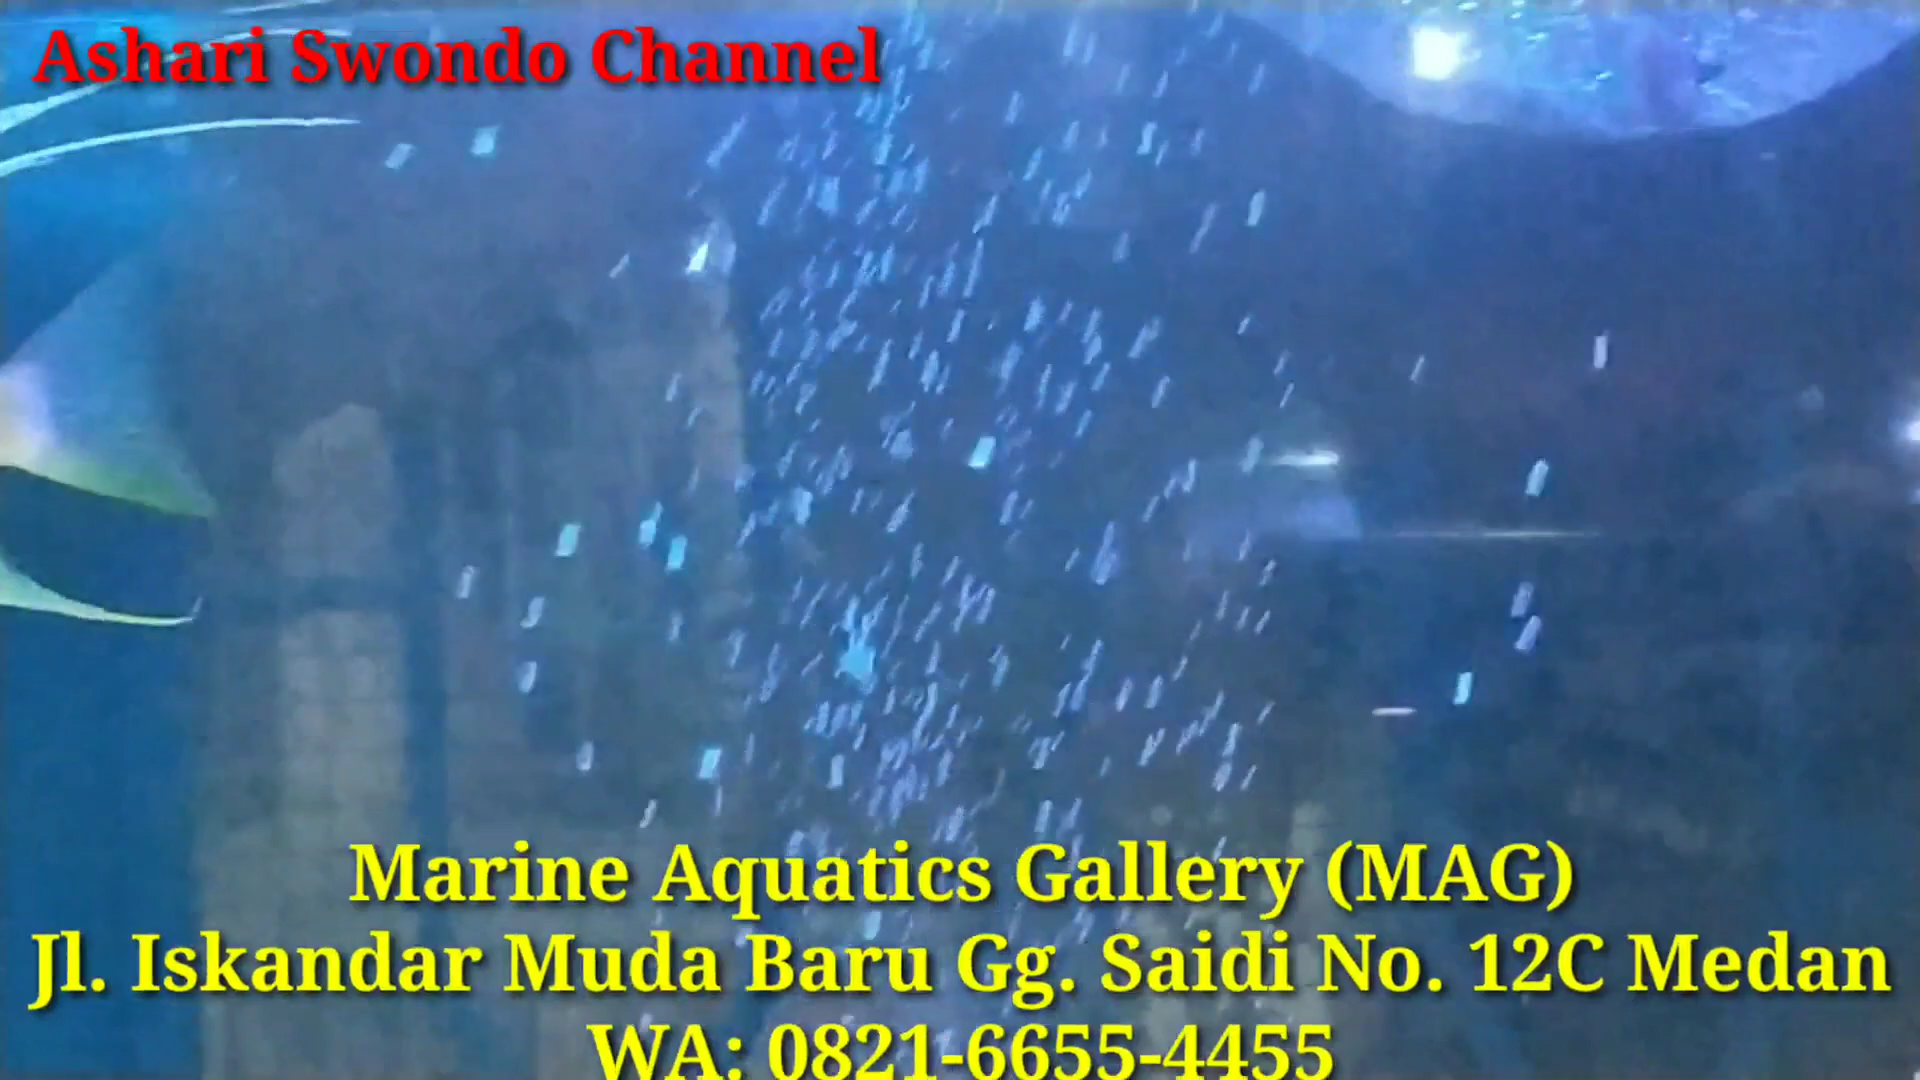 Ashari Swondo Channel
Marine Aquatics Gallery (MAG)
Jl. Iskandar Muda Baru Gg. Saidi No. 12C Medan
WA: 0821-6655-4455